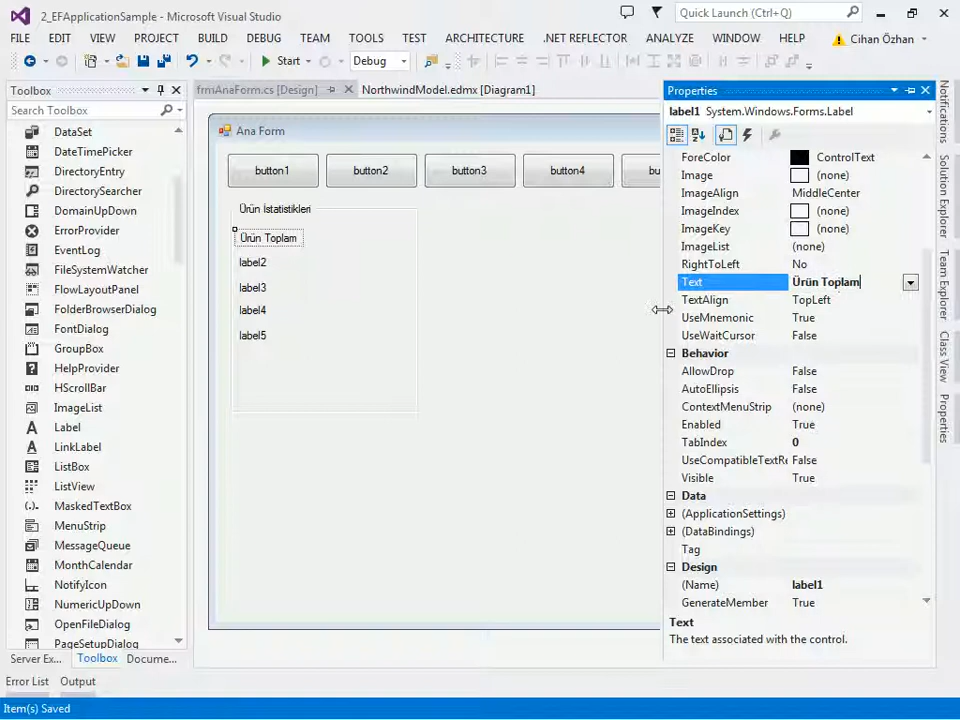 2_EFApplicationSample - Microsoft Visual Studio
Quick Launch (Ctrl+Q)
FILE EDIT VIEW PROJECT BUILD DEBUG TEAM TOOLS TEST ARCHITECTURE .NET REFLECTOR ANALYZE WINDOW HELP Cihan Özhan
Start Debug
Toolbox
frmAnaForm.cs [Design] NorthwindModel.edmx [Diagram1]
Properties
Search Toolbox
label1 System.Windows.Forms.Label
DataSet
DateTimePicker
DirectoryEntry
DirectorySearcher
DomainUpDown
ErrorProvider
EventLog
FileSystemWatcher
FlowLayoutPanel
FolderBrowserDialog
FontDialog
GroupBox
HelpProvider
HScrollBar
ImageList
Label
LinkLabel
ListBox
ListView
MaskedTextBox
MenuStrip
MessageQueue
MonthCalendar
NotifyIcon
NumericUpDown
OpenFileDialog
PageSetupDialog
Server Ex... Toolbox Docume...
Ana Form
button1 button2 button3 button4 bu
Ürün İstatistikleri
Ürün Toplam
label2
label3
label4
label5
ForeColor ControlText
Image (none)
ImageAlign MiddleCenter
ImageIndex (none)
ImageKey (none)
ImageList (none)
RightToLeft No
Text Ürün Toplam
TextAlign TopLeft
UseMnemonic True
UseWaitCursor False
Behavior
AllowDrop False
AutoEllipsis False
ContextMenuStrip (none)
Enabled True
TabIndex 0
UseCompatibleTextRe False
Visible True
Data
(ApplicationSettings)
(DataBindings)
Tag
Design
(Name) label1
GenerateMember True
Text
The text associated with the control.
Notifications
Solution Explorer
Team Explorer
Class View
Properties
Error List Output
Item(s) Saved